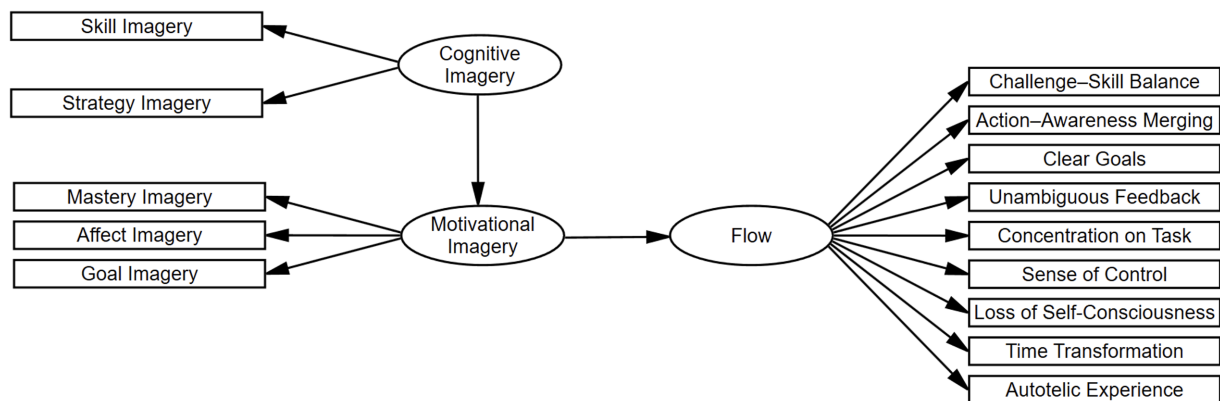 Skill Imagery
Strategy Imagery
Cognitive
Imagery
Mastery Imagery
Affect Imagery
Goal Imagery
Motivational
Imagery
Flow
Challenge–Skill Balance
Action–Awareness Merging
Clear Goals
Unambiguous Feedback
Concentration on Task
Sense of Control
Loss of Self-Consciousness
Time Transformation
Autotelic Experience